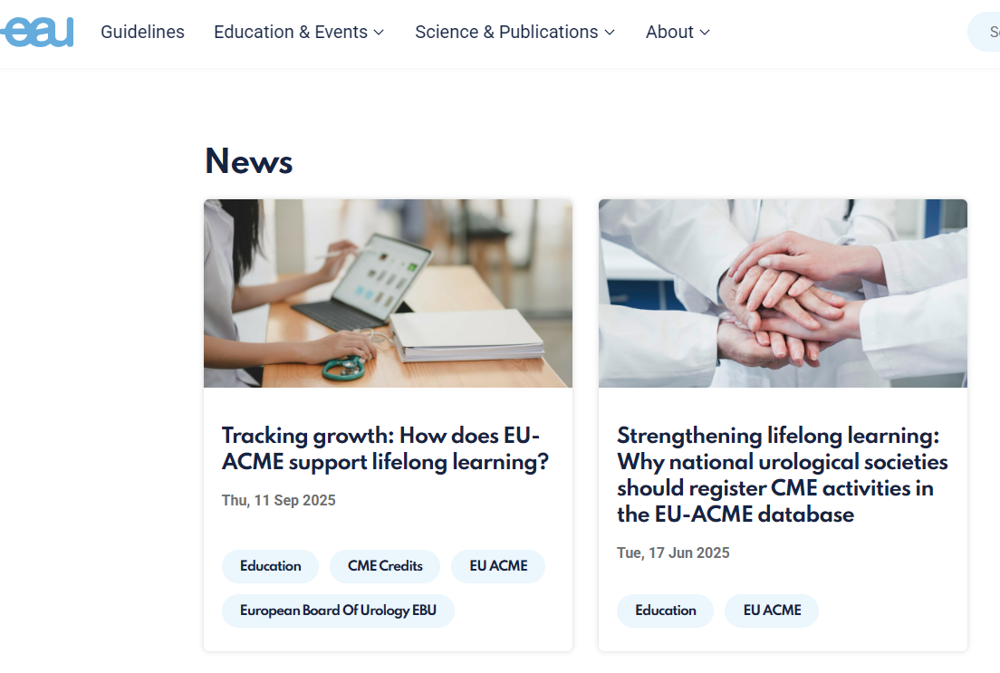 eau
Guidelines
Education & Events
Science & Publications
About
News
Tracking growth: How does EU-
ACME support lifelong learning?
Thu, 11 Sep 2025
Education
CME Credits
EU ACME
European Board Of Urology EBU
Strengthening lifelong learning:
Why national urological societies
should register CME activities in
the EU-ACME database
Tue, 17 Jun 2025
Education
EU ACME